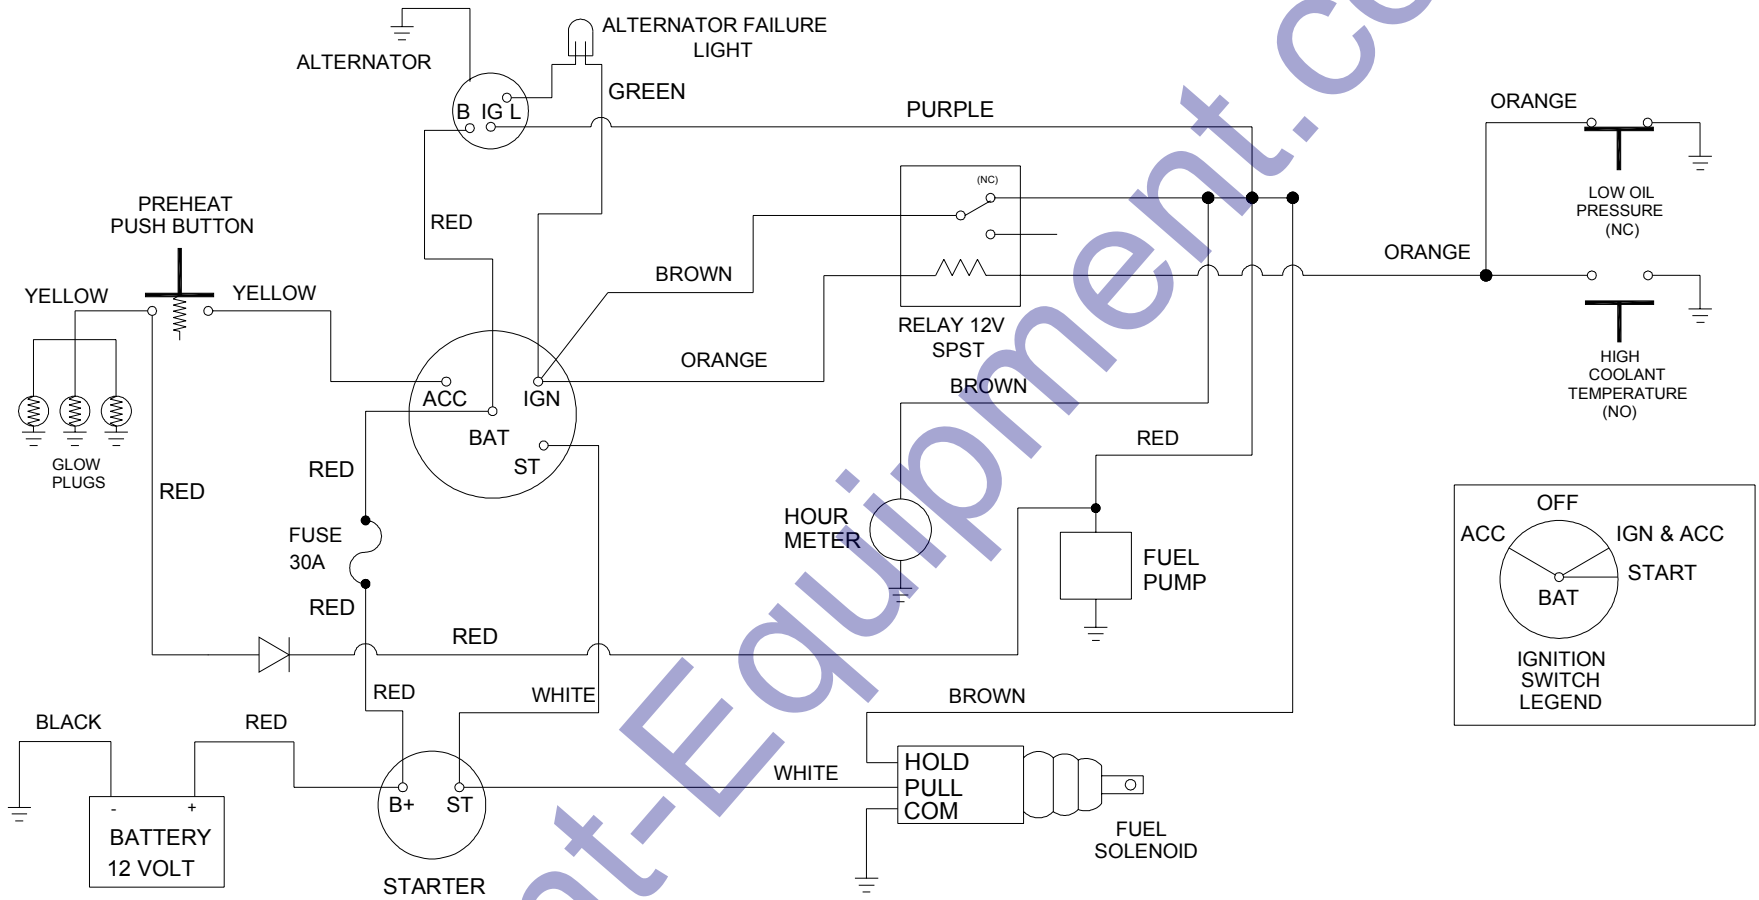 ALTERNATOR FAILURE
LIGHT
ALTERNATOR
GREEN
B IG L
PURPLE
ORANGE
(NC)
LOW OIL
PRESSURE
(NC)
PREHEAT
PUSH BUTTON
RED
ORANGE
BROWN
YELLOW
YELLOW
RELAY 12V
SPST
ORANGE
HIGH
COOLANT
TEMPERATURE
(NO)
BROWN
ACC
IGN
BAT
ST
RED
GLOW
PLUGS
RED
RED
HOUR
METER
FUSE
30A
FUEL
PUMP
RED
RED
OFF
ACC
IGN & ACC
START
BAT
IGNITION
SWITCH
LEGEND
RED
WHITE
BROWN
BLACK
RED
WHITE
HOLD
PULL
COM
- +
BATTERY
12 VOLT
B+ ST
FUEL
SOLENOID
STARTER
nt-Equipment.co